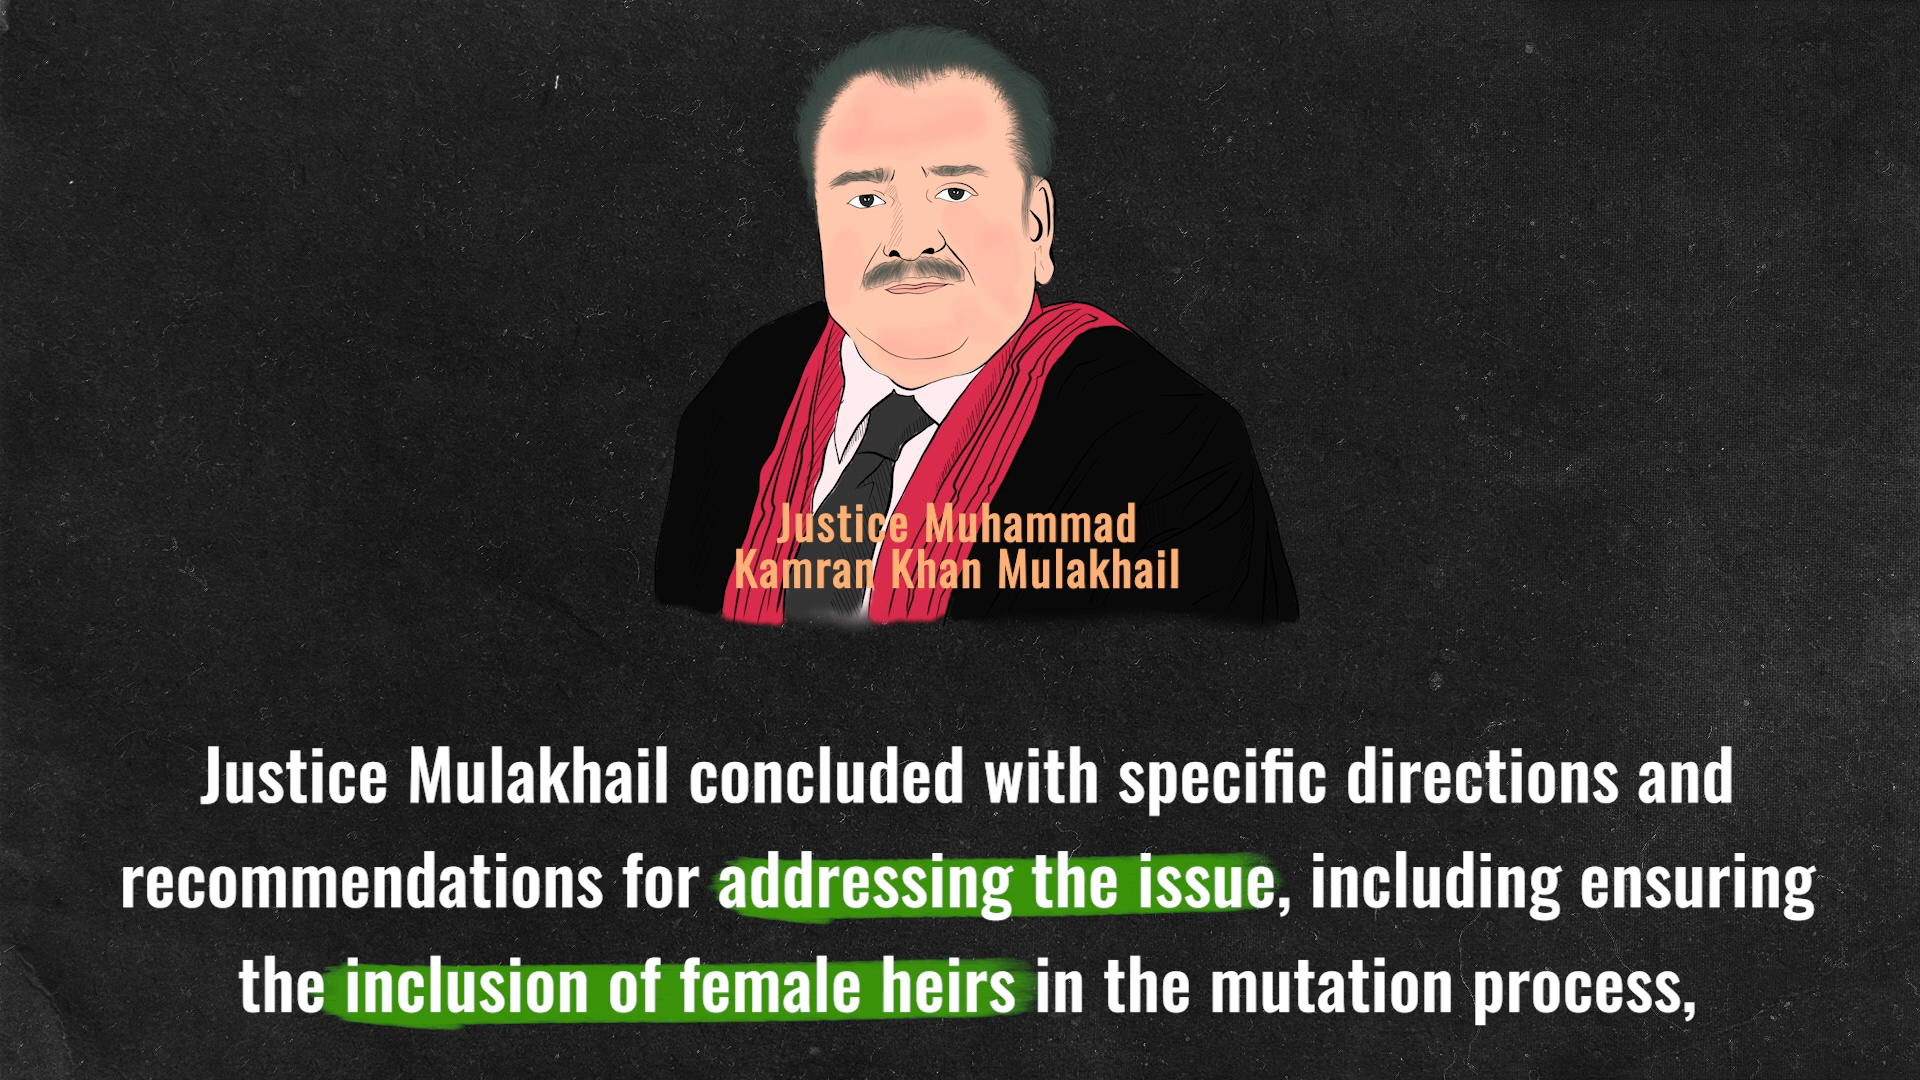 Justice Muhammad
Kamran Khan Mulakhail
Justice Mulakhail concluded with specific directions and
recommendations for addressing the issue, including ensuring
the inclusion of female heirs in the mutation process,